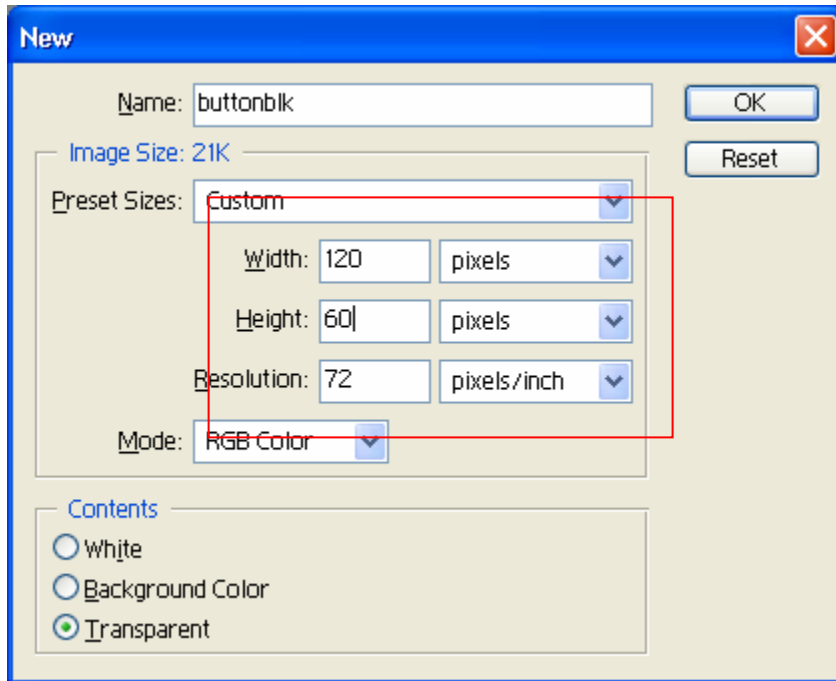 New
Name: buttonblk
OK
Image Size: 21K
Reset
Preset Sizes: Custom
Width: 120 pixels
Height: 60 pixels
Resolution: 72 pixels/inch
Mode: RGB Color
Contents
White
Background Color
Transparent